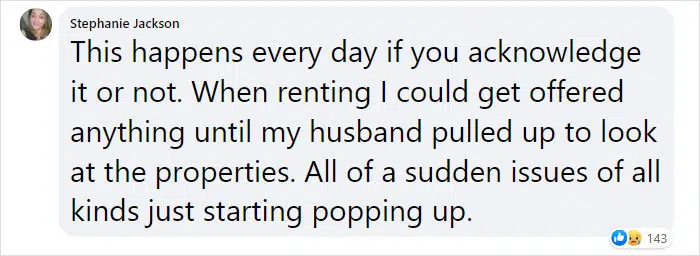 Stephanie Jackson
This happens every day if you acknowledge
it or not. When renting I could get offered
anything until my husband pulled up to look
at the properties. All of a sudden issues of all
kinds just starting popping up.
143